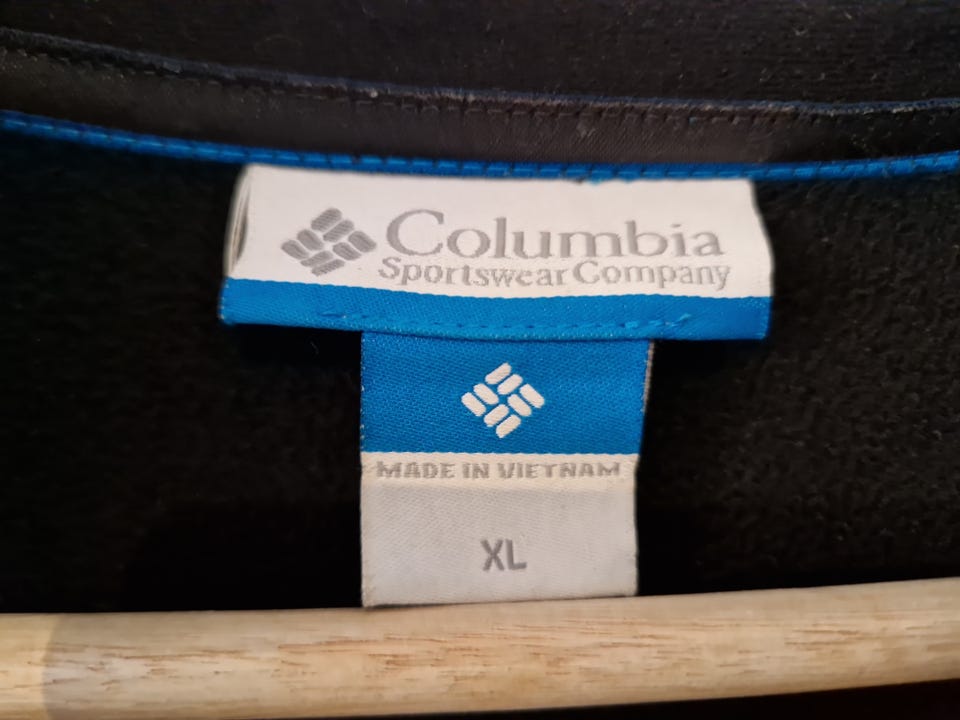 Columbia
Sportswear Company
MADE IN VIETNAM
XL